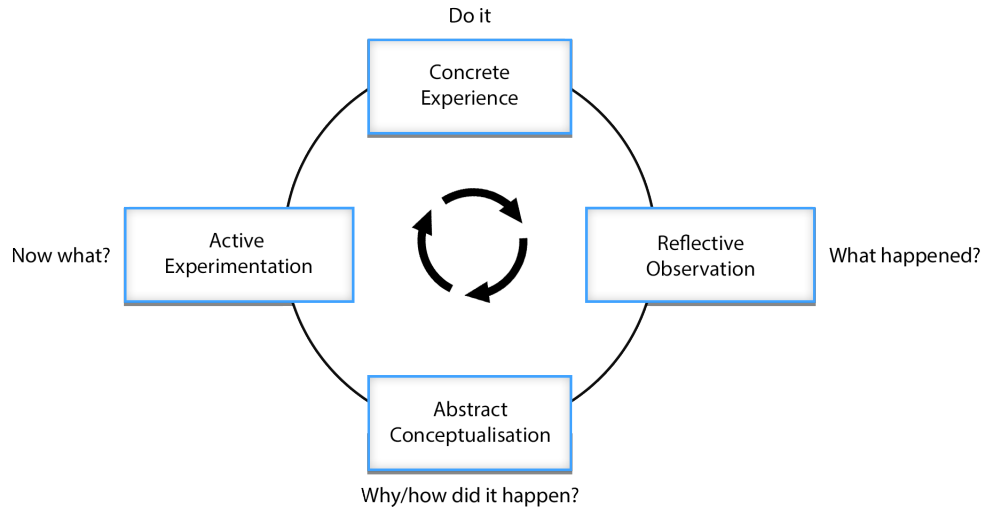 Do it
Concrete
Experience
Now what?
Active
Experimentation
Reflective
Observation
What happened?
Abstract
Conceptualisation
Why/how did it happen?